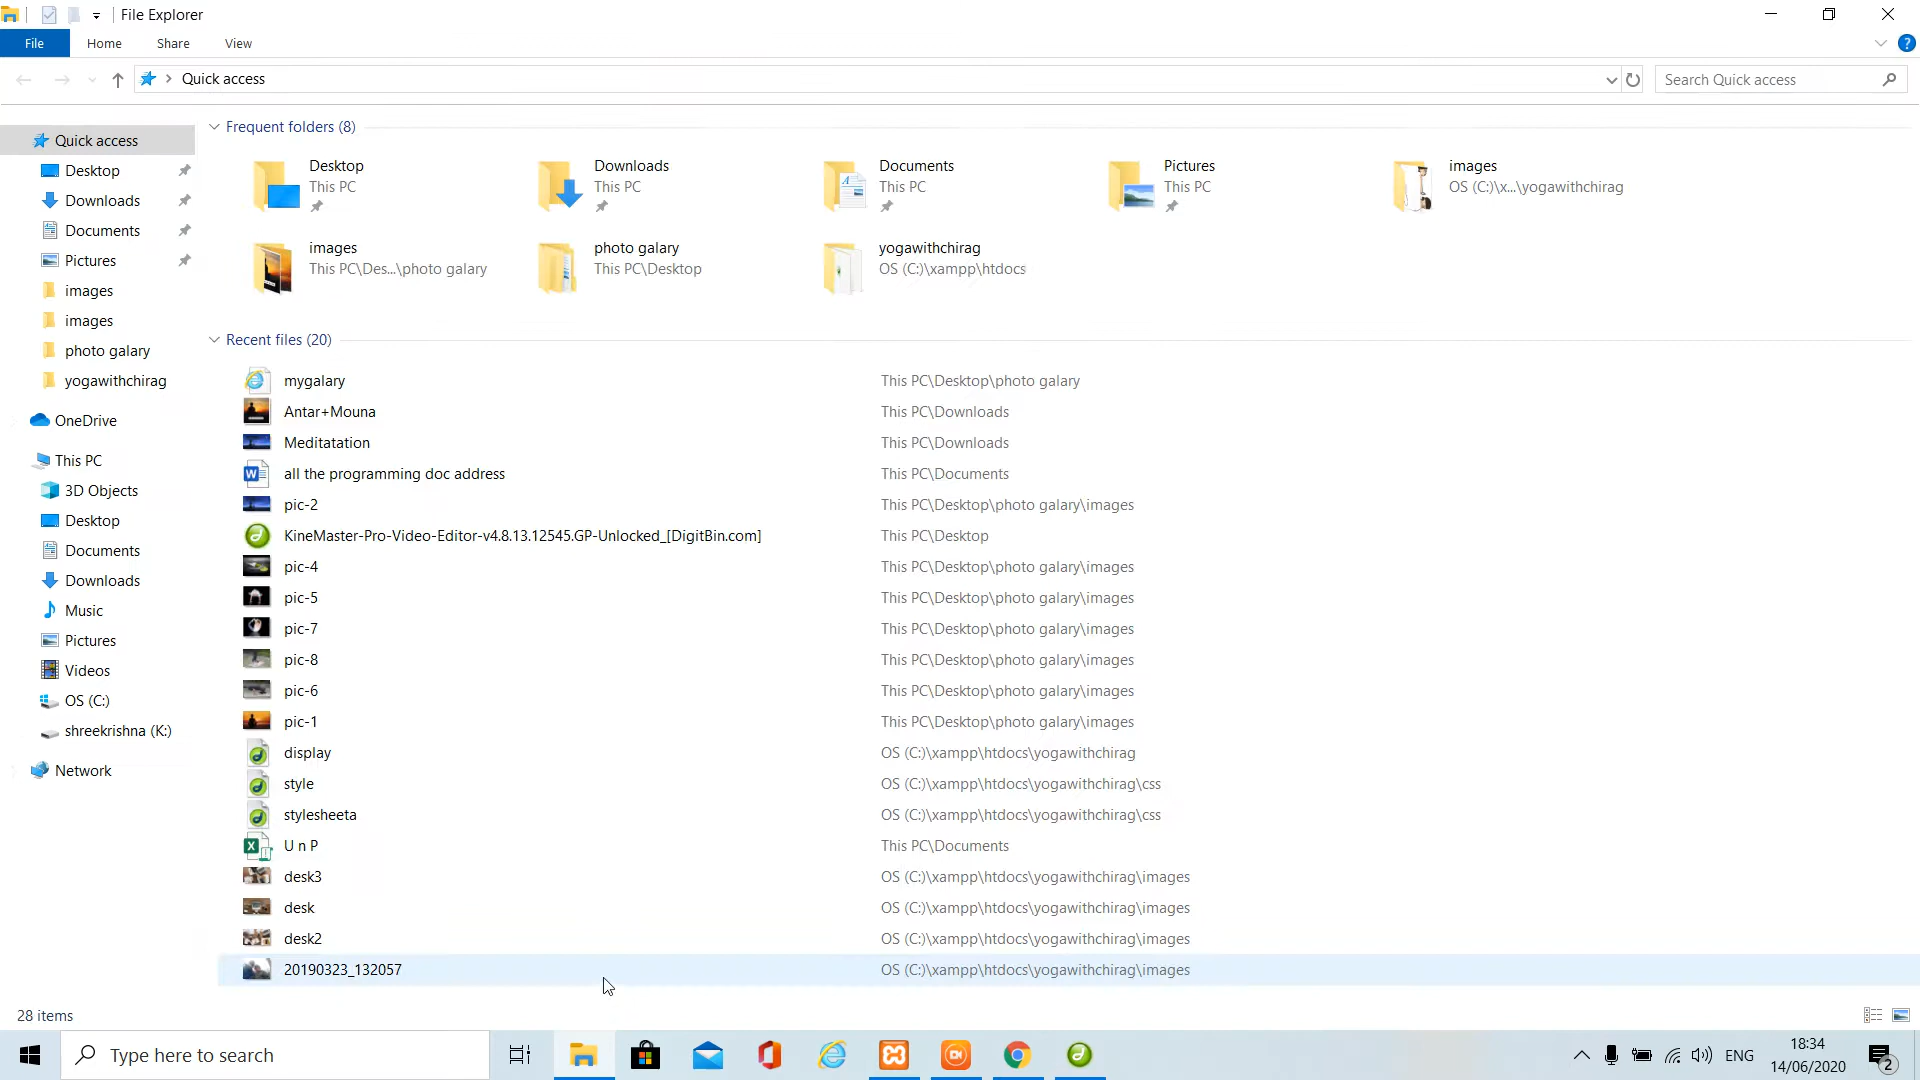 File Explorer
File Home Share View
Quick access
Search Quick access
Quick access
Desktop
Downloads
Documents
Pictures
images
images
photo galary
yogawithchirag
OneDrive
This PC
3D Objects
Desktop
Documents
Downloads
Music
Pictures
Videos
OS (C:)
shreekrishna (K:)
Network
Frequent folders (8)
Desktop
This PC
Downloads
This PC
Documents
This PC
Pictures
This PC
images
OS (C:)\x...\yogawithchirag
images
This PC\Des...\photo galary
photo galary
This PC\Desktop
yogawithchirag
OS (C:)\xampp\htdocs
Recent files (20)
mygalary This PC\Desktop\photo galary
Antar+Mouna This PC\Downloads
Meditatation This PC\Downloads
all the programming doc address This PC\Documents
pic-2 This PC\Desktop\photo galary\images
KineMaster-Pro-Video-Editor-v4.8.13.12545.GP-Unlocked_[DigitBin.com] This PC\Desktop
pic-4 This PC\Desktop\photo galary\images
pic-5 This PC\Desktop\photo galary\images
pic-7 This PC\Desktop\photo galary\images
pic-8 This PC\Desktop\photo galary\images
pic-6 This PC\Desktop\photo galary\images
pic-1 This PC\Desktop\photo galary\images
display OS (C:)\xampp\htdocs\yogawithchirag
style OS (C:)\xampp\htdocs\yogawithchirag\css
stylesheeta OS (C:)\xampp\htdocs\yogawithchirag\css
U n P This PC\Documents
desk3 OS (C:)\xampp\htdocs\yogawithchirag\images
desk OS (C:)\xampp\htdocs\yogawithchirag\images
desk2 OS (C:)\xampp\htdocs\yogawithchirag\images
20190323_132057 OS (C:)\xampp\htdocs\yogawithchirag\images
28 items
Type here to search
ENG
18:34
14/06/2020
2